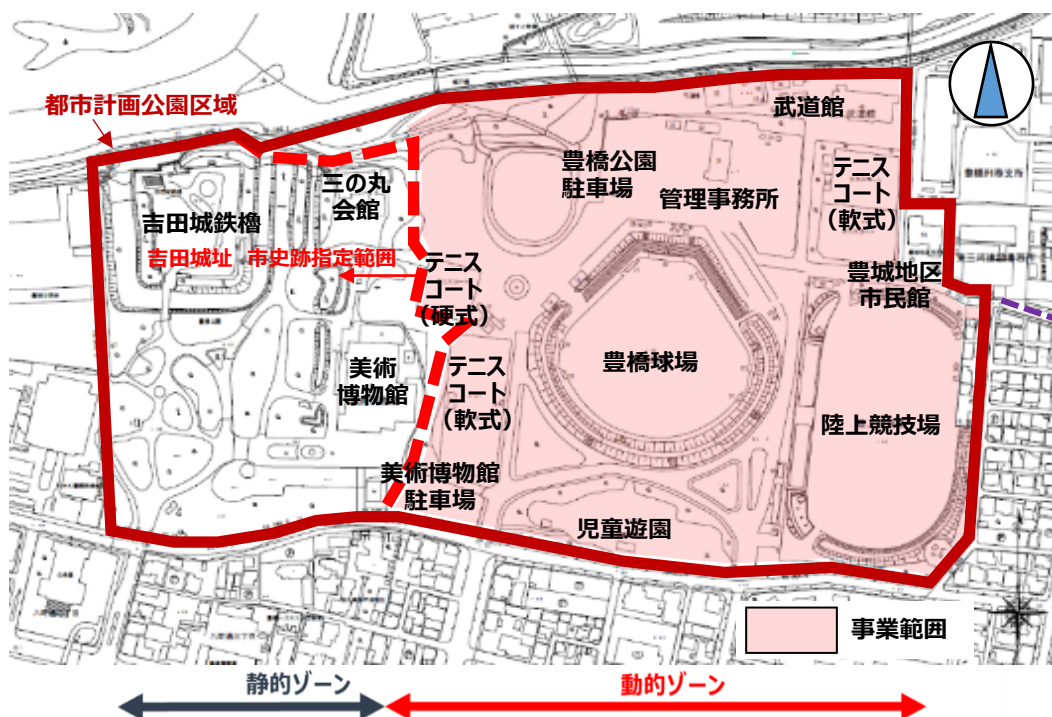 都市計画公園区域
武道館
豊橋公園
駐車場
テニス
コート
(軟式)
三の丸
会館
管理事務所
吉田城鉄櫓
吉田城址 市史跡指定範囲
テニス
コート
(硬式)
豊城地区
市民館
美術
博物館
テニス
コート
(軟式)
豊橋球場
陸上競技場
美術博物館
駐車場
児童遊園
事業範囲
静的ゾーン
動的ゾーン